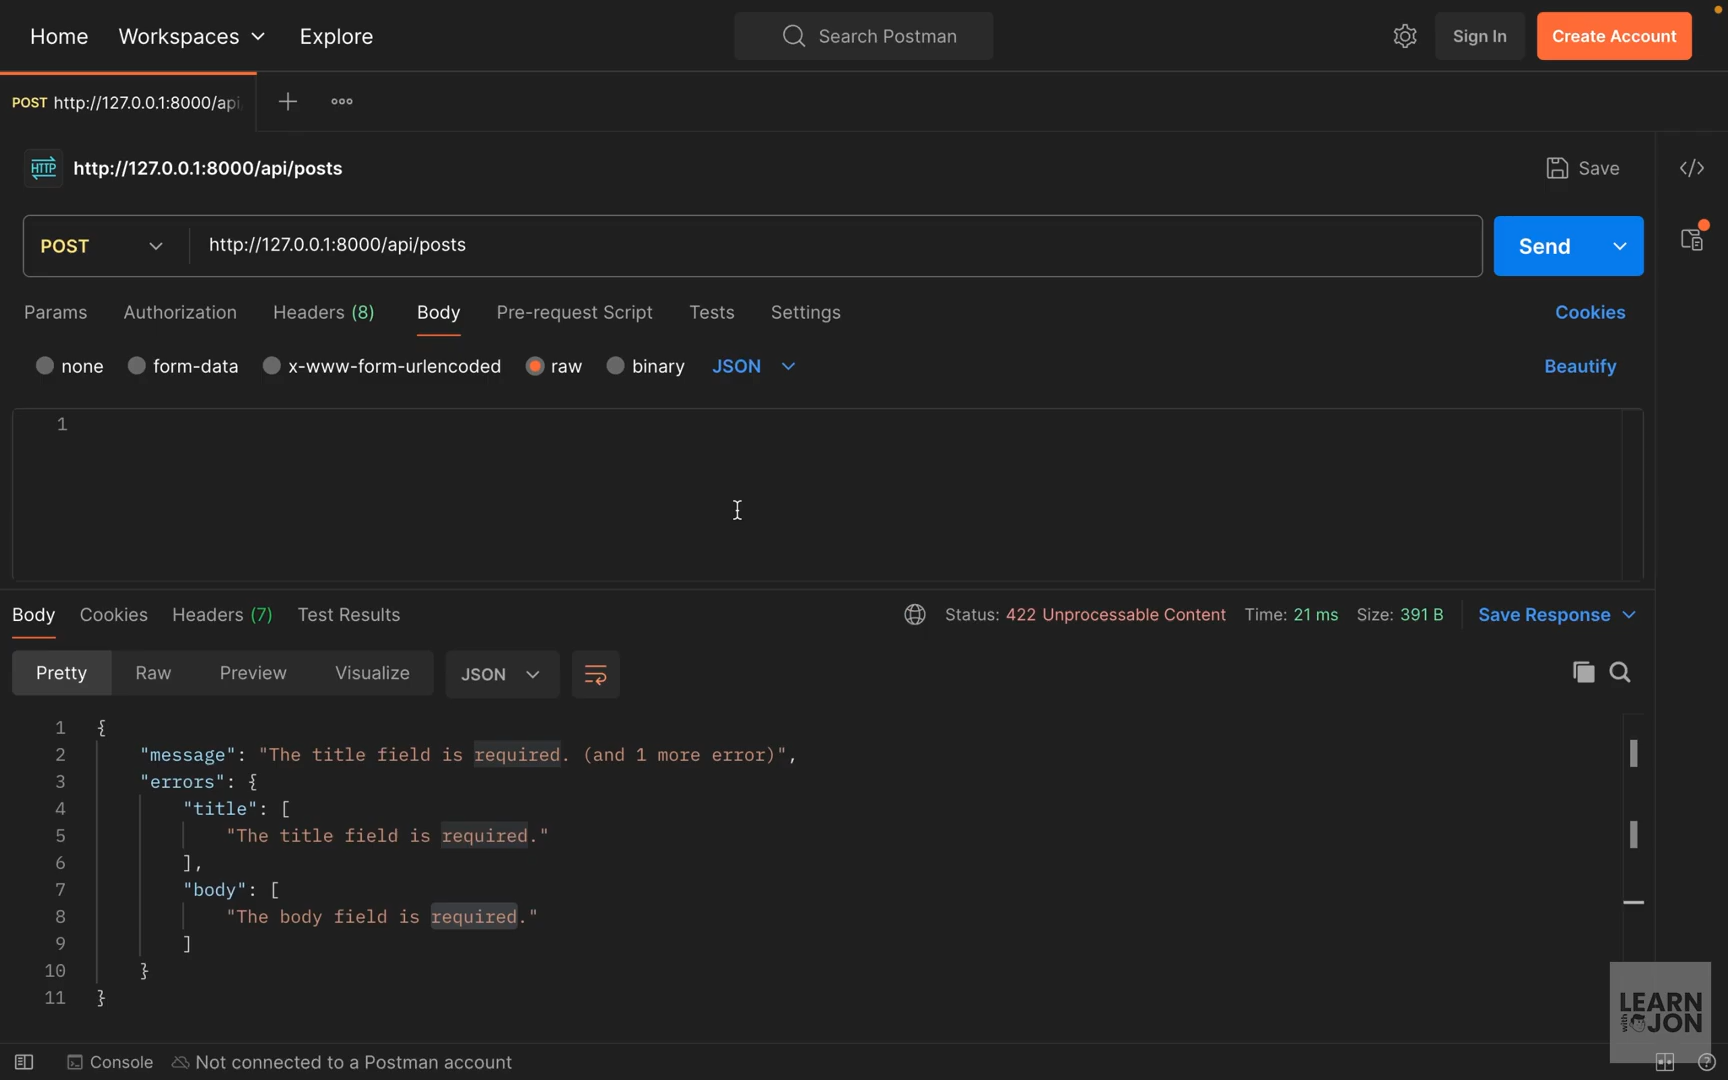 Home Workspaces Explore Search Postman Sign In Create Account
POST http://127.0.0.1:8000/api
HTTP http://127.0.0.1:8000/api/posts Save
POST http://127.0.0.1:8000/api/posts Send
Params Authorization Headers (8) Body Pre-request Script Tests Settings Cookies
none form-data x-www-form-urlencoded raw binary JSON Beautify
1
Body Cookies Headers (7) Test Results Status: 422 Unprocessable Content Time: 21 ms Size: 391 B Save Response
Pretty Raw Preview Visualize JSON
1 {
2 "message": "The title field is required. (and 1 more error)",
3 "errors": {
4 "title": [
5 "The title field is required."
6 ],
7 "body": [
8 "The body field is required."
9 ]
10 }
11 }
LEARN
with JON
Console Not connected to a Postman account